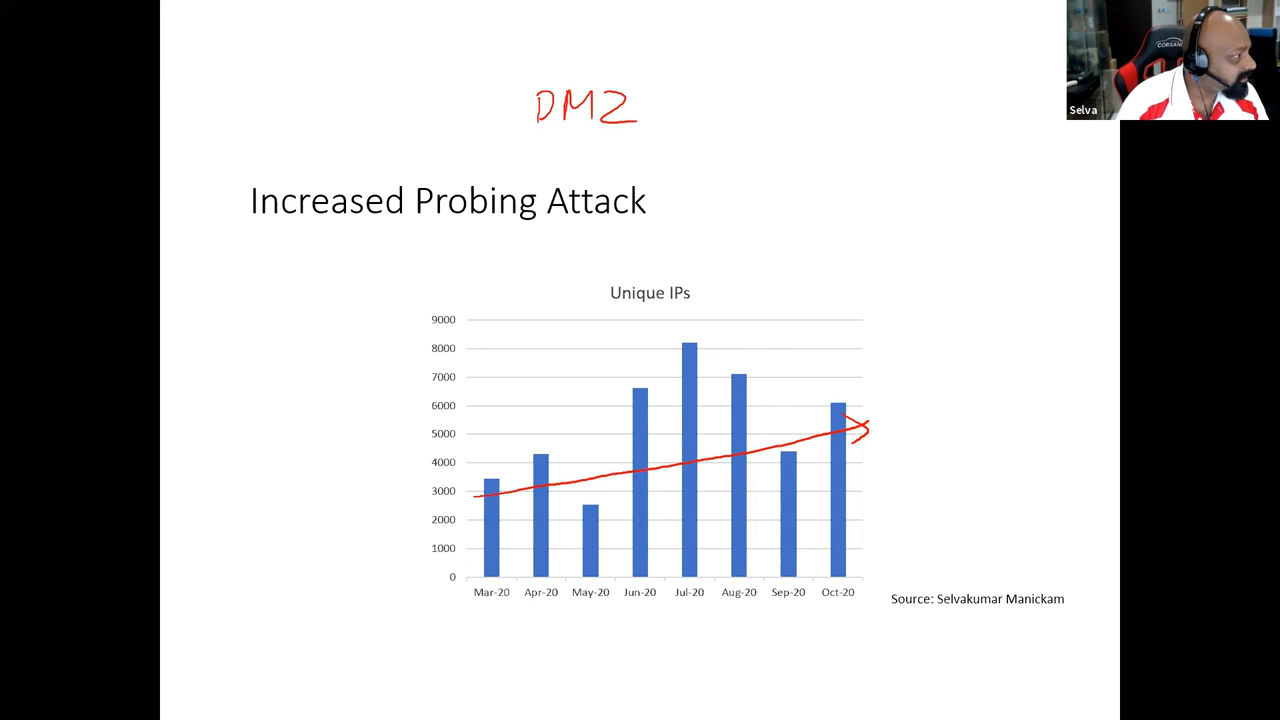 DMZ
Increased Probing Attack
Unique IPs
9000
8000
7000
6000
5000
4000
3000
2000
1000
0
Mar-20 Apr-20 May-20 Jun-20 Jul-20 Aug-20 Sep-20 Oct-20
Source: Selvakumar Manickam
CORSAIR
Selva